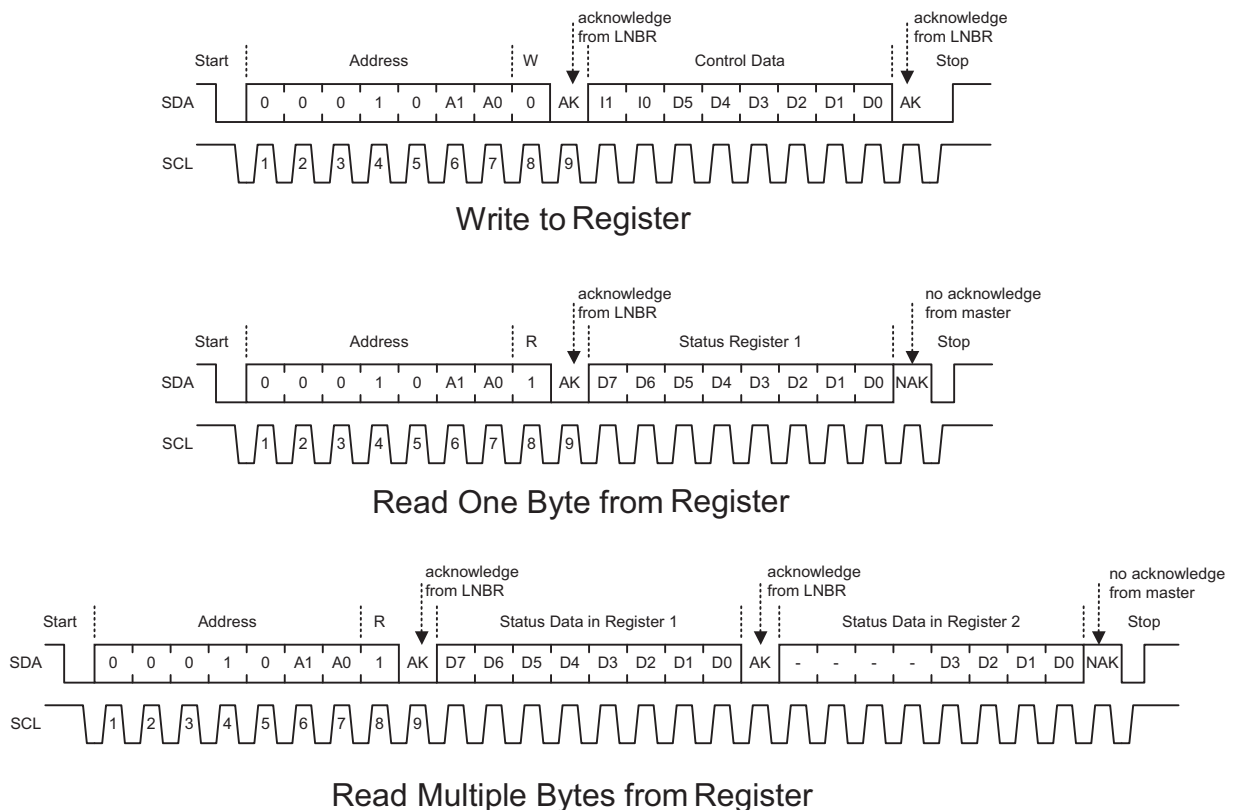 acknowledge
from LNBR
acknowledge
from LNBR
Start Address W Control Data Stop
SDA 0 0 0 1 0 A1 A0 0 AK I1 I0 D5 D4 D3 D2 D1 D0 AK
SCL 1 2 3 4 5 6 7 8 9
Write to Register
acknowledge
from LNBR
no acknowledge
from master
Start Address R Status Register 1 Stop
SDA 0 0 0 1 0 A1 A0 1 AK D7 D6 D5 D4 D3 D2 D1 D0 NAK
SCL 1 2 3 4 5 6 7 8 9
Read One Byte from Register
acknowledge
from LNBR
acknowledge
from LNBR
no acknowledge
from master
Start Address R Status Data in Register 1 Status Data in Register 2 Stop
SDA 0 0 0 1 0 A1 A0 1 AK D7 D6 D5 D4 D3 D2 D1 D0 AK - - - - D3 D2 D1 D0 NAK
SCL 1 2 3 4 5 6 7 8 9
Read Multiple Bytes from Register